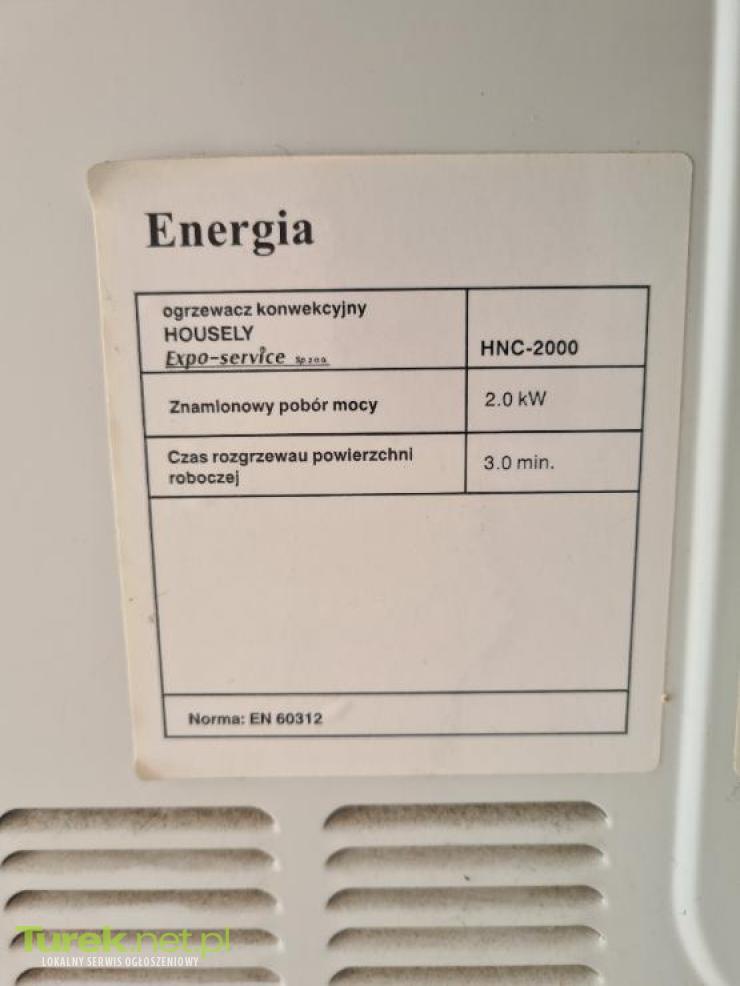 Energia
ogrzewacz konwekcyjny
HOUSELY
Expo-service Sp. z o.o.
HNC-2000
Znamionowy pobór mocy
2.0 kW
Czas rozgrzewau powierzchni
roboczej
3.0 min.
Norma: EN 60312
Turek.net.pl
LOKALNY SERWIS OGŁOSZENIOWY